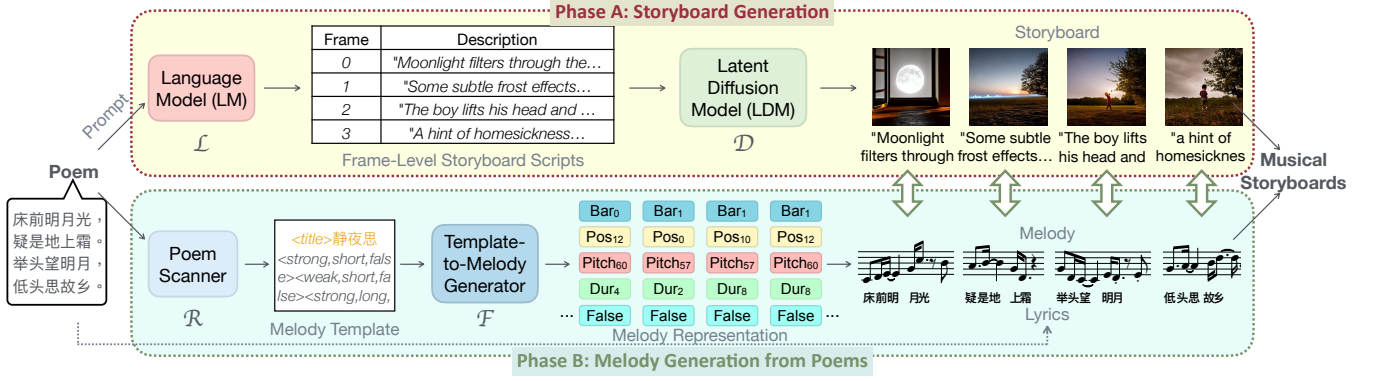 Phase A: Storyboard Generation
Prompt
Language
Model (LM)
ℒ
Frame Description
0 "Moonlight filters through the…
1 "Some subtle frost effects…
2 "The boy lifts his head and …
3 "A hint of homesickness…
Frame-Level Storyboard Scripts
Latent
Diffusion
Model (LDM)
𝒟
Storyboard
"Moonlight
filters through
"Some subtle
frost effects…
"The boy lifts
his head and
"a hint of
homesicknes
Poem
床前明月光，
疑是地上霜。
举头望明月，
低头思故乡。
Musical
Storyboards
Poem
Scanner
ℛ
<title>静夜思
<strong,short,fals
e><weak,short,fa
lse><strong,long,
Melody Template
Template-
to-Melody
Generator
ℱ
Bar0 Bar1 Bar1 Bar1
Pos12 Pos0 Pos10 Pos12
Pitch60 Pitch57 Pitch57 Pitch60
Dur4 Dur2 Dur8 Dur8
… False False False False …
Melody Representation
Melody
床前明 月光 疑是地 上霜 举头望 明月 低头思 故乡
Lyrics
Phase B: Melody Generation from Poems